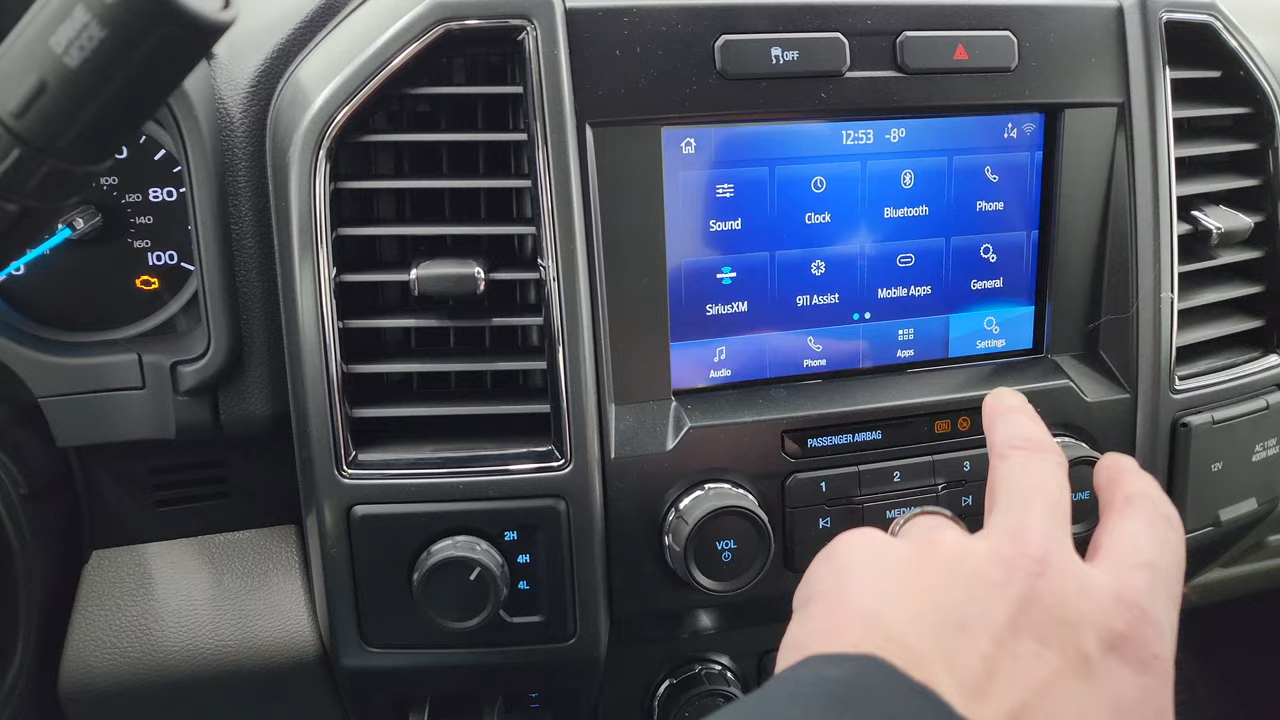 OFF
12:53 -8°
Sound
Clock
Bluetooth
Phone
SiriusXM
911 Assist
Mobile Apps
General
Audio
Phone
Apps
Settings
80
100
100
120
140
160
PASSENGER AIRBAG
ON
1
2
3
VOL
TUNE
2H
4H
4L
12V
AC 110V
400W MAX